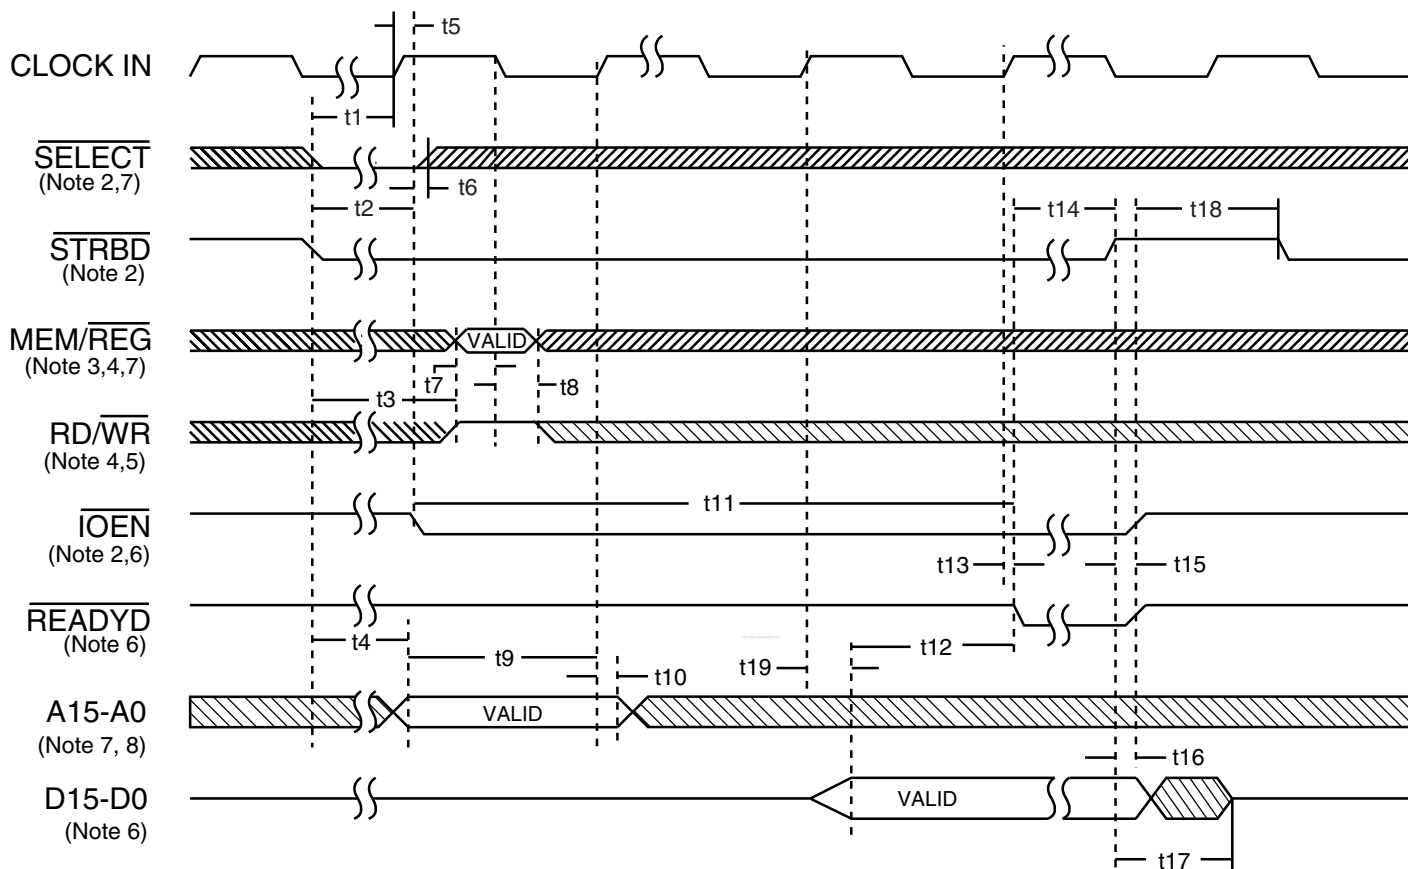 t5
CLOCK IN
t1
SELECT
(Note 2,7)
t6
t2
t14
t18
STRBD
(Note 2)
MEM/REG
VALID
(Note 3,4,7)
t7
t8
t3
RD/WR
(Note 4,5)
t11
IOEN
(Note 2,6)
t13
t15
READYD
(Note 6)
t4
t12
t9
t19
t10
A15-A0
VALID
(Note 7, 8)
t16
D15-D0
VALID
(Note 6)
t17